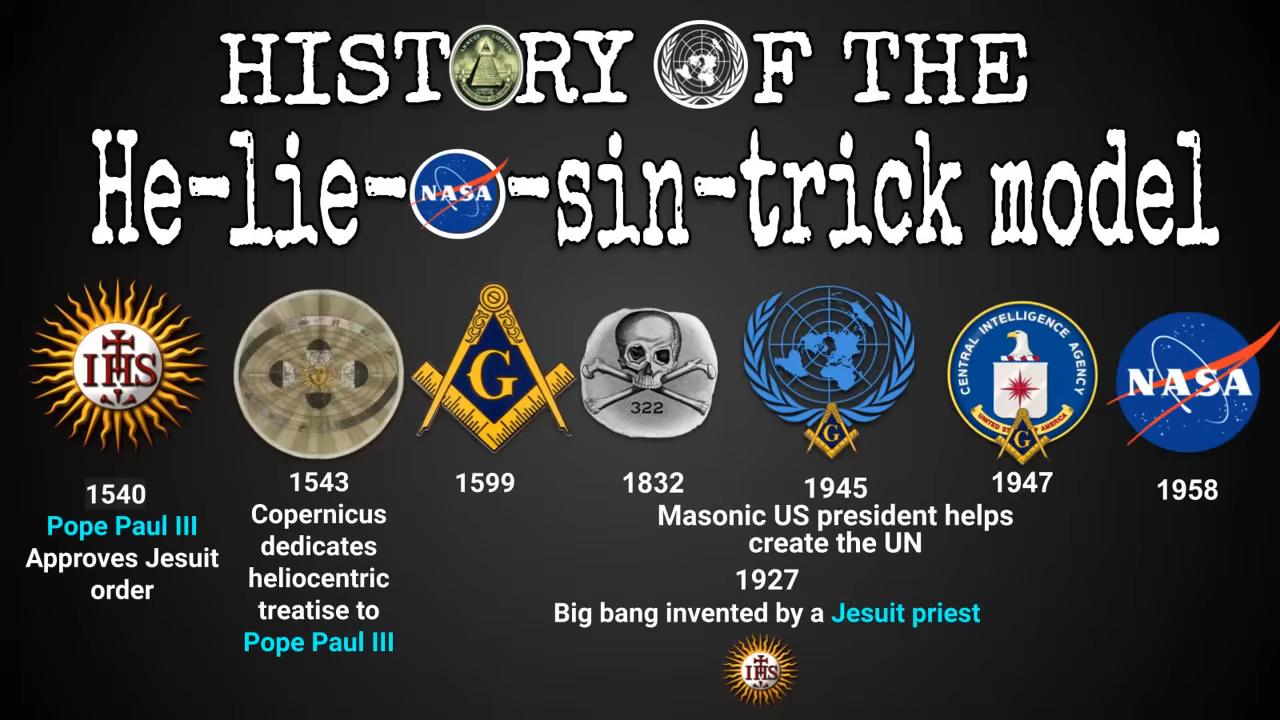 HISTORY OF THE
He-lie-NASA-sin-trick model
IHS
322
CENTRAL INTELLIGENCE AGENCY
UNITED ST OF AMERICA
G
G
G
NASA
1540
Pope Paul III
Approves Jesuit
order
1543
Copernicus
dedicates
heliocentric
treatise to
Pope Paul III
1599
1832
1945
Masonic US president helps
create the UN
1947
1958
1927
Big bang invented by a Jesuit priest
IHS